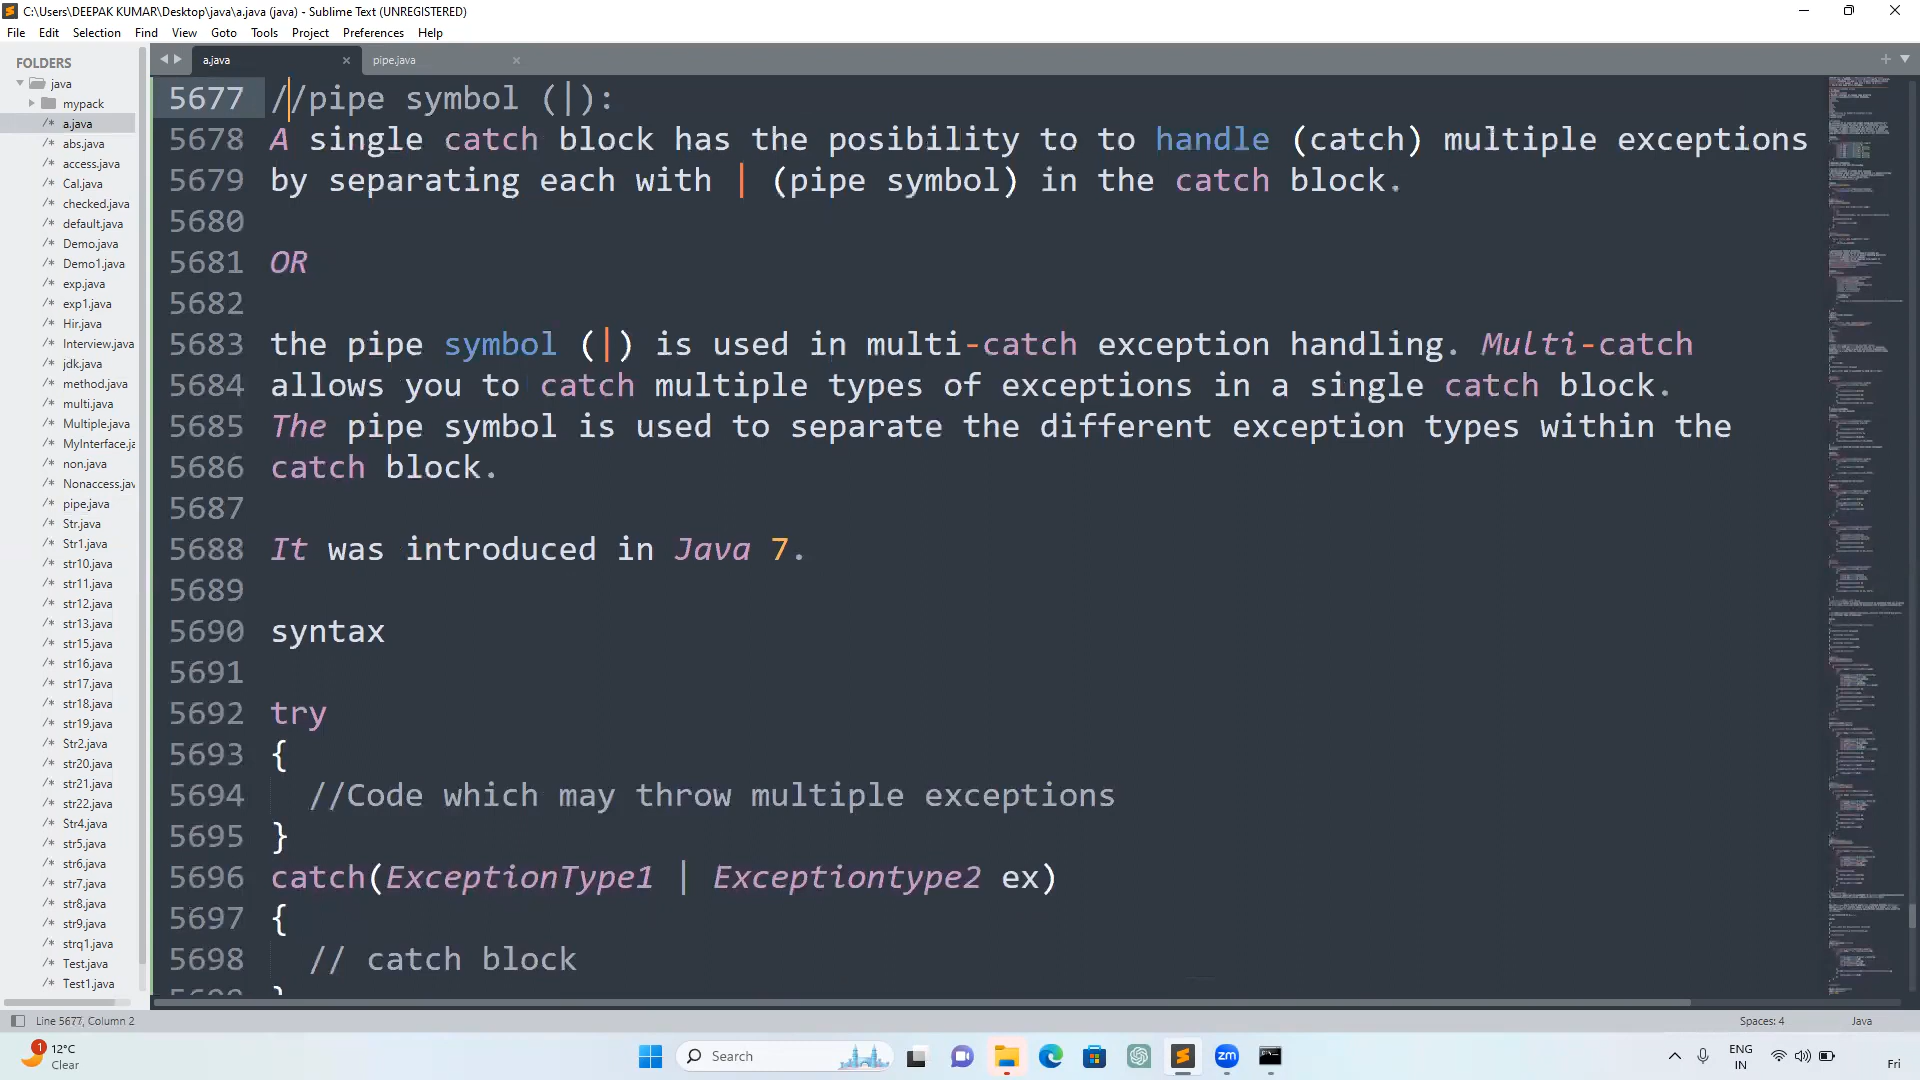 C:\Users\DEEPAK KUMAR\Desktop\java\a.java (java) - Sublime Text (UNREGISTERED)
File Edit Selection Find View Goto Tools Project Preferences Help
FOLDERS
java
mypack
a.java
abs.java
access.java
Cal.java
checked.java
default.java
Demo.java
Demo1.java
exp.java
exp1.java
Hir.java
Interview.java
jdk.java
method.java
multi.java
Multiple.java
MyInterface.ja
non.java
Nonaccess.jav
pipe.java
Str.java
Str1.java
str10.java
str11.java
str12.java
str13.java
str15.java
str16.java
str17.java
str18.java
str19.java
Str2.java
str20.java
str21.java
str22.java
Str4.java
str5.java
str6.java
str7.java
str8.java
str9.java
strq1.java
Test.java
Test1.java
a.java pipe.java
5677 //pipe symbol (|):
5678 A single catch block has the posibility to to handle (catch) multiple exceptions
5679 by separating each with | (pipe symbol) in the catch block.
5680
5681 OR
5682
5683 the pipe symbol (|) is used in multi-catch exception handling. Multi-catch
5684 allows you to catch multiple types of exceptions in a single catch block.
5685 The pipe symbol is used to separate the different exception types within the
5686 catch block.
5687
5688 It was introduced in Java 7.
5689
5690 syntax
5691
5692 try
5693 {
5694 //Code which may throw multiple exceptions
5695 }
5696 catch(ExceptionType1 | Exceptiontype2 ex)
5697 {
5698 // catch block
Line 5677, Column 2
Spaces: 4 Java
1 12°C
Clear
Search
zm
ENG
IN
Fri